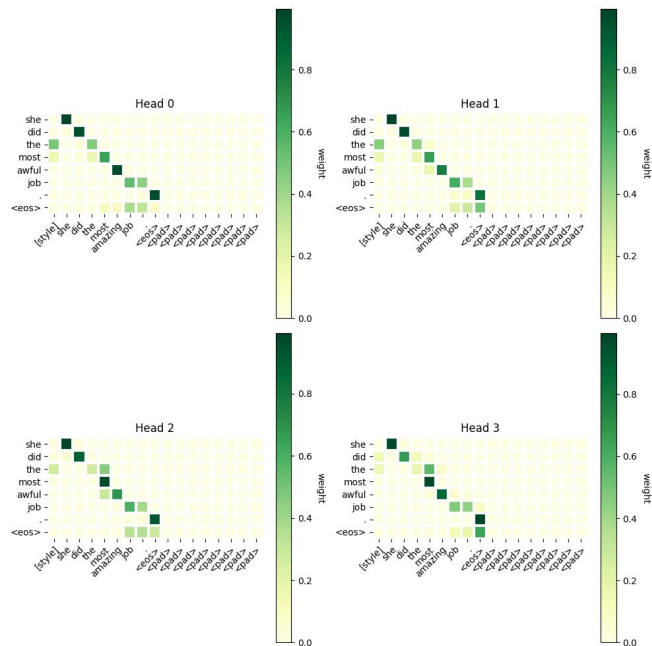 Head 0
she
did
the
most
awful
job
.
<eos>
[style]
she
did
the
most
amazing
job
.
<eos>
<pad>
<pad>
<pad>
<pad>
<pad>
<pad>
<pad>
0.8
0.6
0.4
0.2
0.0
weight
Head 1
she
did
the
most
awful
job
.
<eos>
[style]
she
did
the
most
amazing
job
.
<eos>
<pad>
<pad>
<pad>
<pad>
<pad>
<pad>
<pad>
0.8
0.6
0.4
0.2
0.0
weight
Head 2
she
did
the
most
awful
job
.
<eos>
[style]
she
did
the
most
amazing
job
.
<eos>
<pad>
<pad>
<pad>
<pad>
<pad>
<pad>
<pad>
0.8
0.6
0.4
0.2
0.0
weight
Head 3
she
did
the
most
awful
job
.
<eos>
[style]
she
did
the
most
amazing
job
.
<eos>
<pad>
<pad>
<pad>
<pad>
<pad>
<pad>
<pad>
0.8
0.6
0.4
0.2
0.0
weight